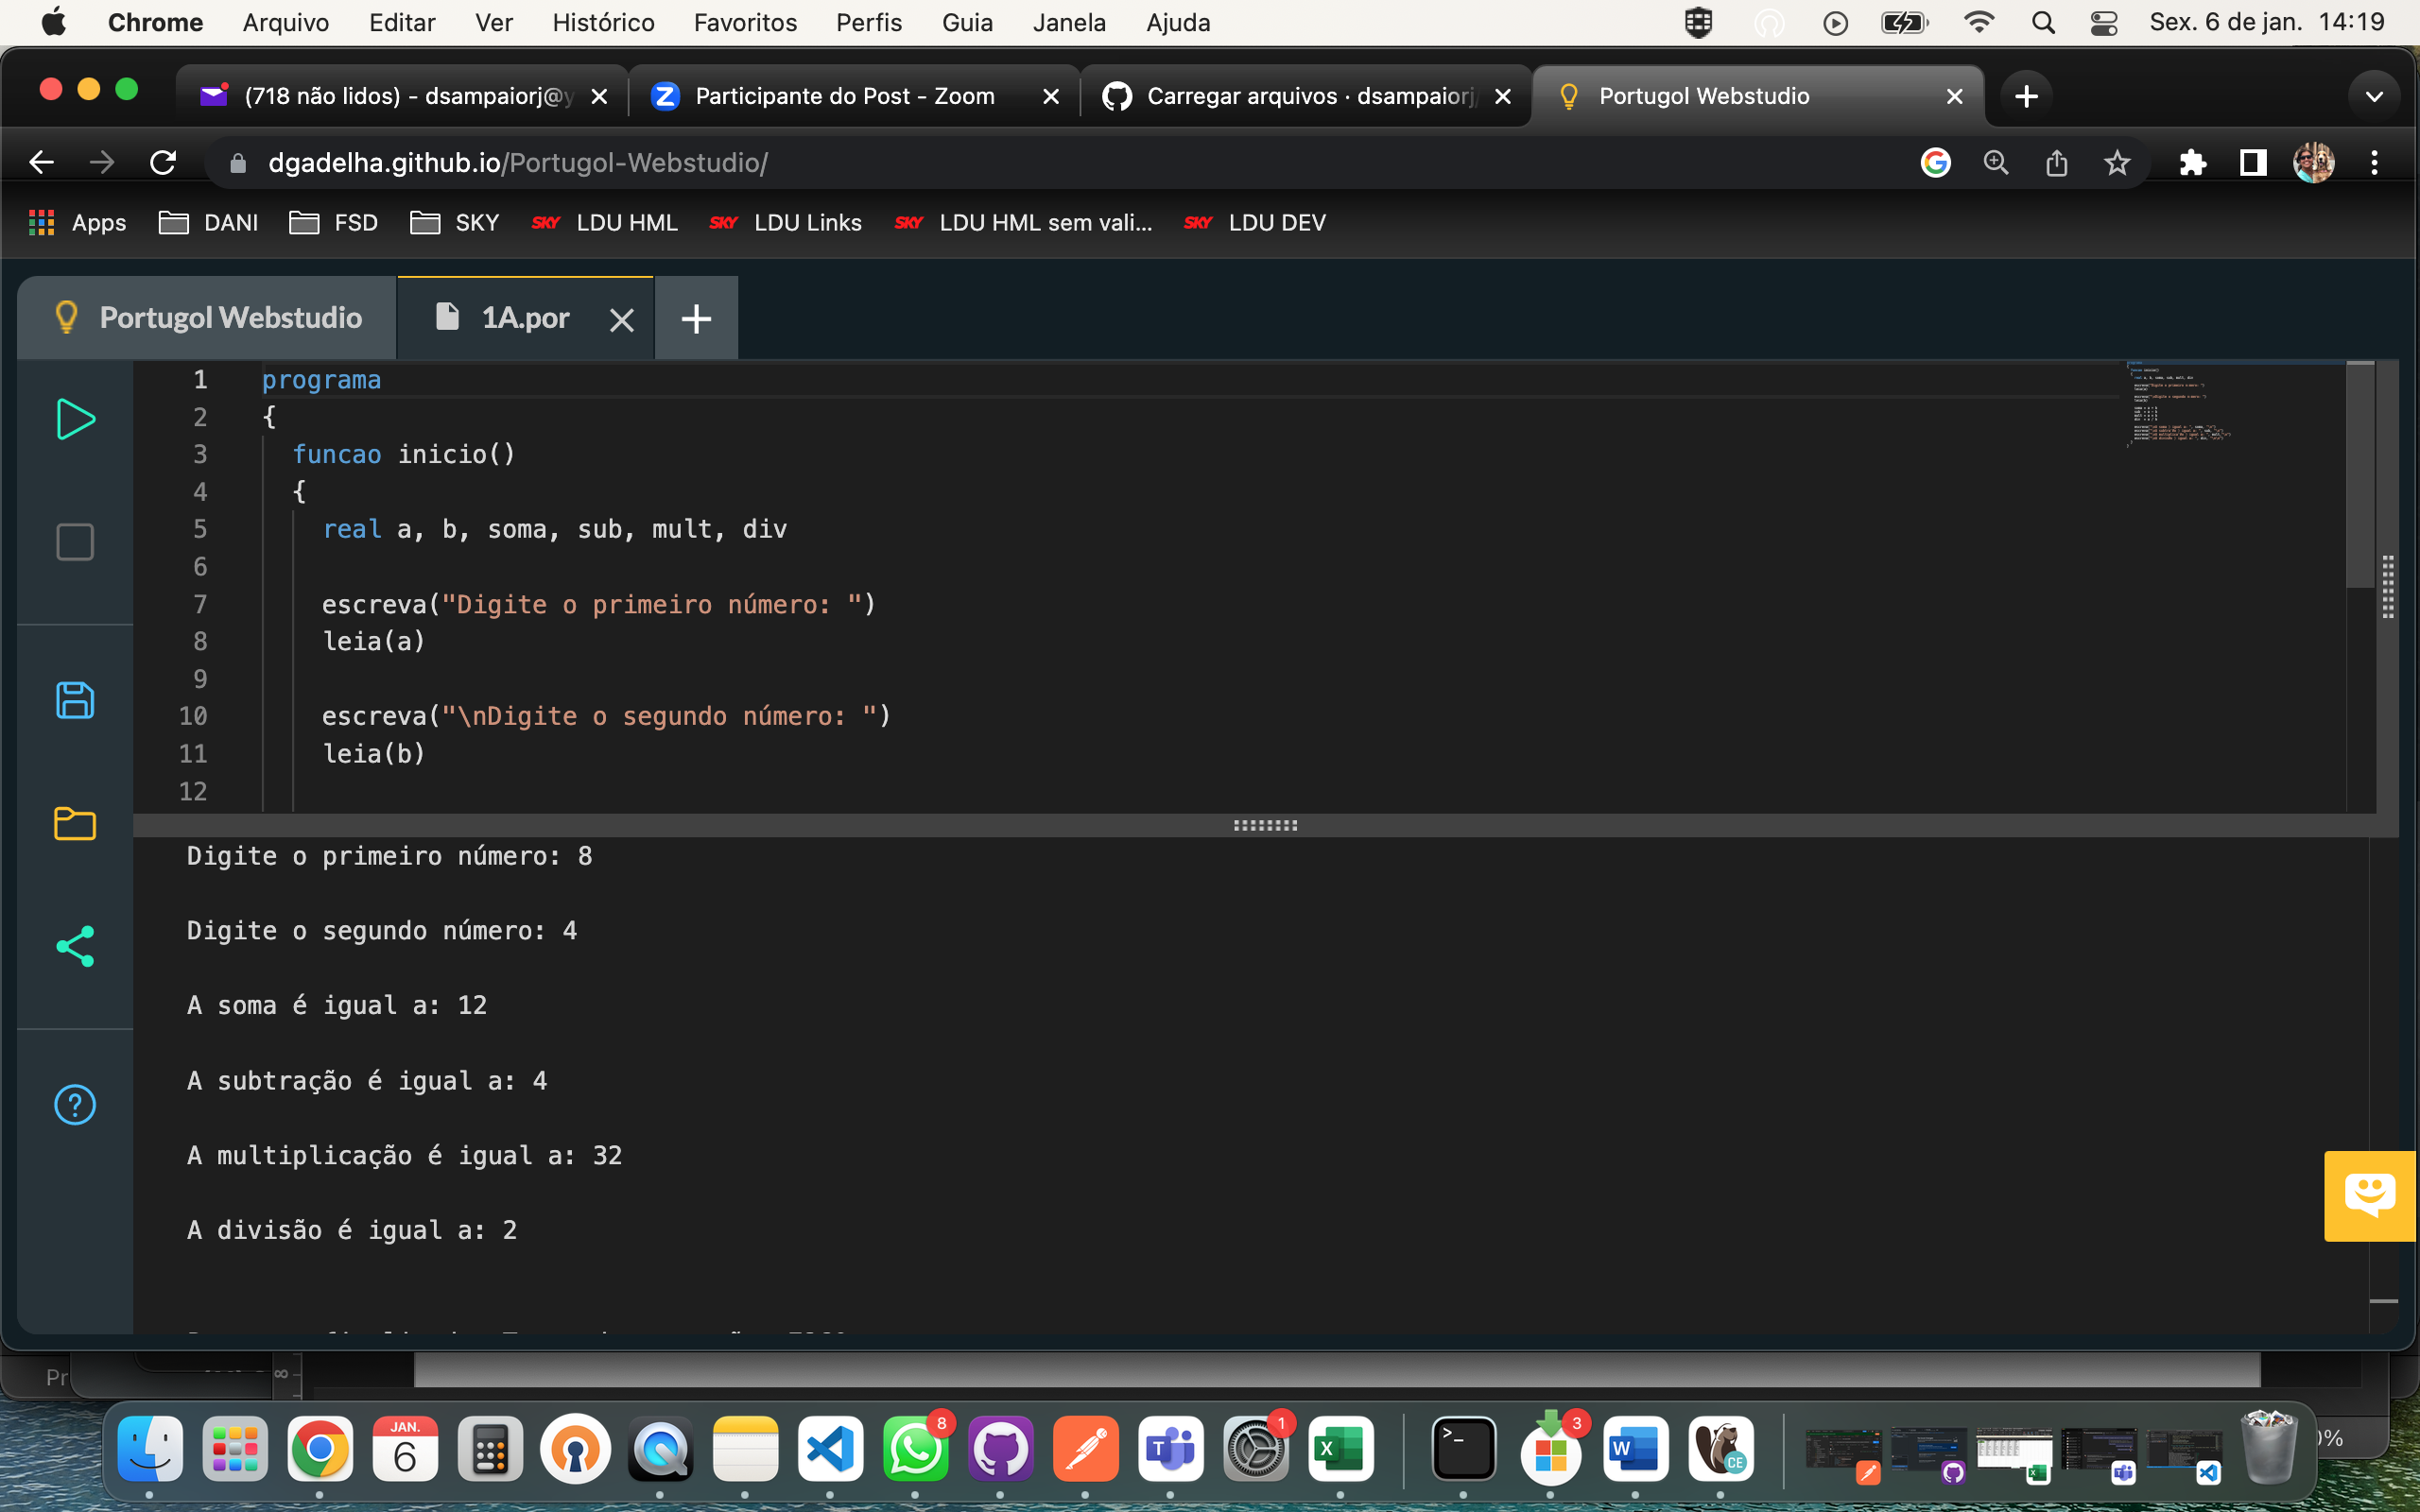 Chrome Arquivo Editar Ver Histórico Favoritos Perfis Guia Janela Ajuda Sex. 6 de jan. 14:19
(718 não lidos) - dsampaiorj@y Participante do Post - Zoom Carregar arquivos · dsampaiorj/ Portugol Webstudio
dgadelha.github.io/Portugol-Webstudio/
Apps DANI FSD SKY SKY LDU HML SKY LDU Links SKY LDU HML sem vali... SKY LDU DEV
Portugol Webstudio 1A.por
1 programa
2 {
3 funcao inicio()
4 {
5 real a, b, soma, sub, mult, div
6
7 escreva("Digite o primeiro número: ")
8 leia(a)
9
10 escreva("\nDigite o segundo número: ")
11 leia(b)
12
Digite o primeiro número: 8
Digite o segundo número: 4
A soma é igual a: 12
A subtração é igual a: 4
A multiplicação é igual a: 32
A divisão é igual a: 2
Pr
JAN.
6
8
1
3
CE
%